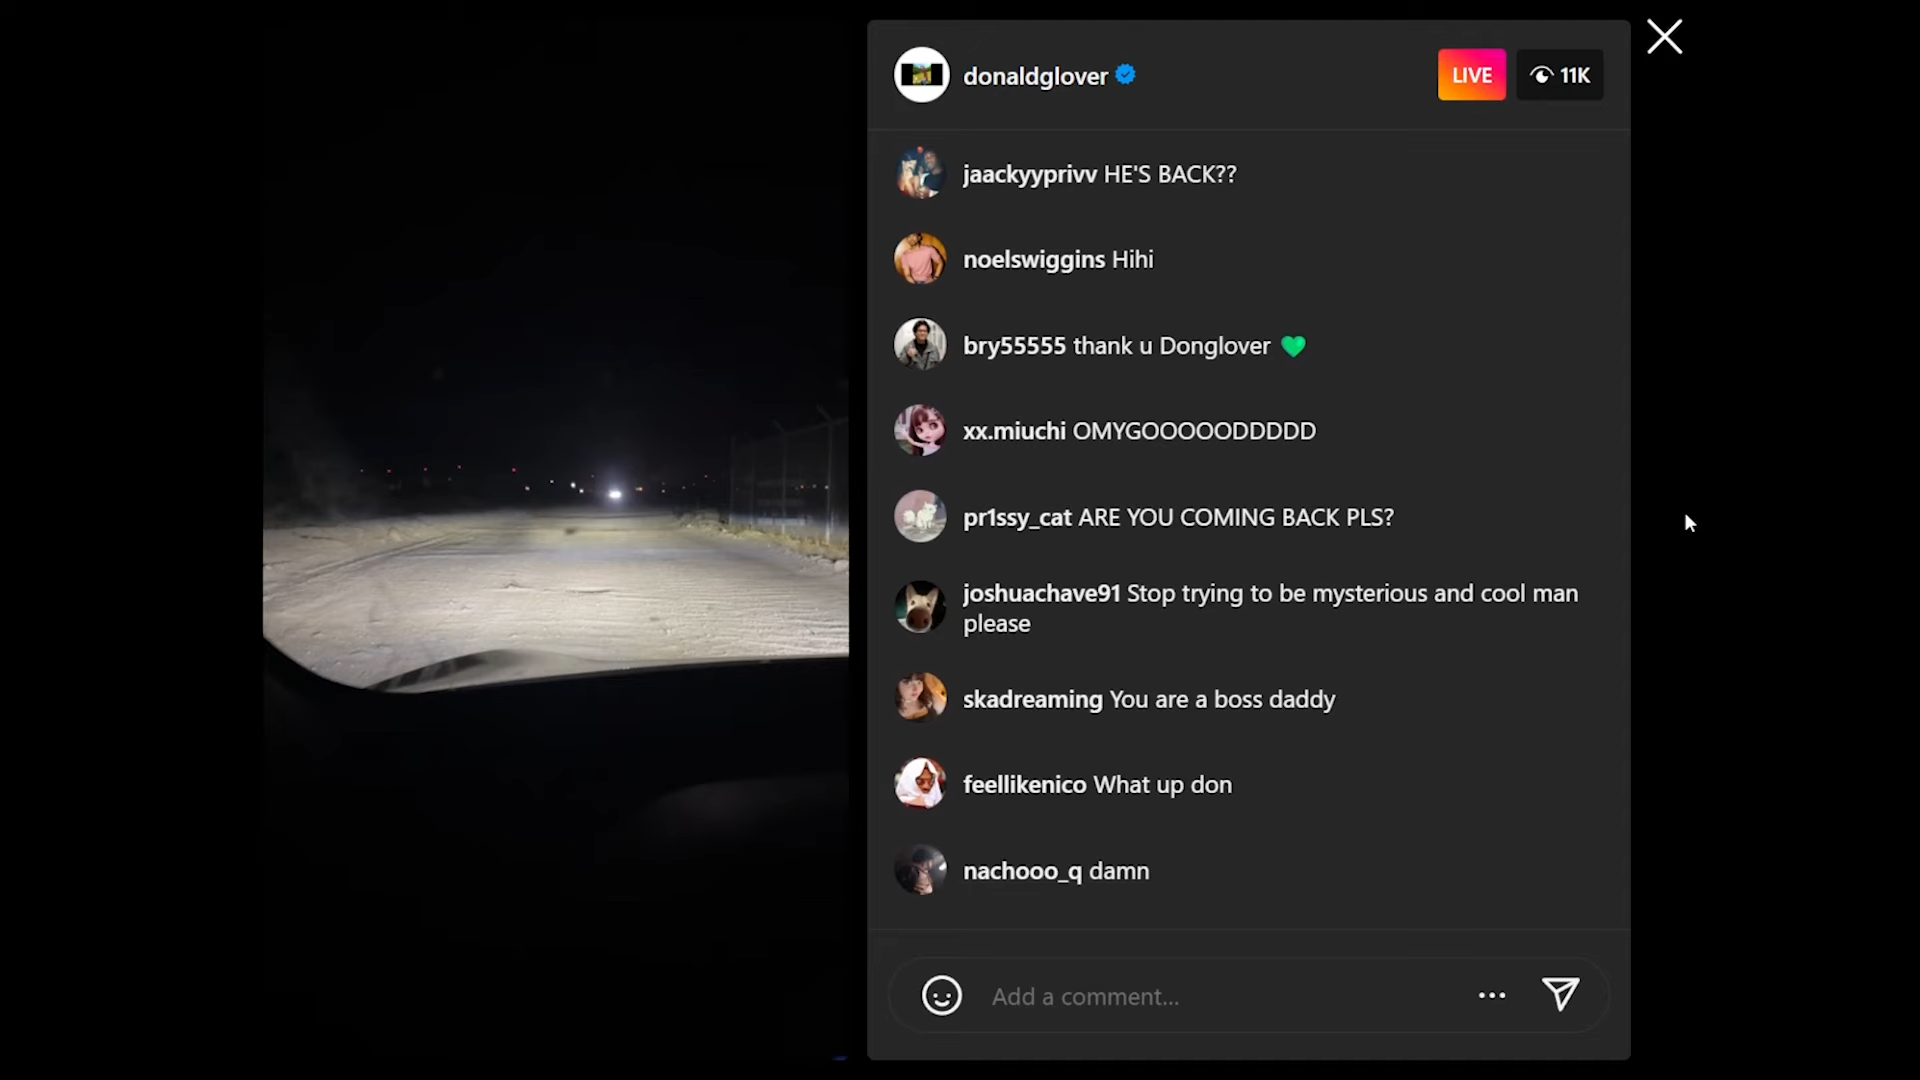 donaldglover
LIVE
11K
jaackyyprivv HE'S BACK??
noelswiggins Hihi
bry55555 thank u Donglover 💚
xx.miuchi OMYGOOOOODDDDD
pr1ssy_cat ARE YOU COMING BACK PLS?
joshuachave91 Stop trying to be mysterious and cool man
please
skadreaming You are a boss daddy
feellikenico What up don
nachooo_q damn
Add a comment...